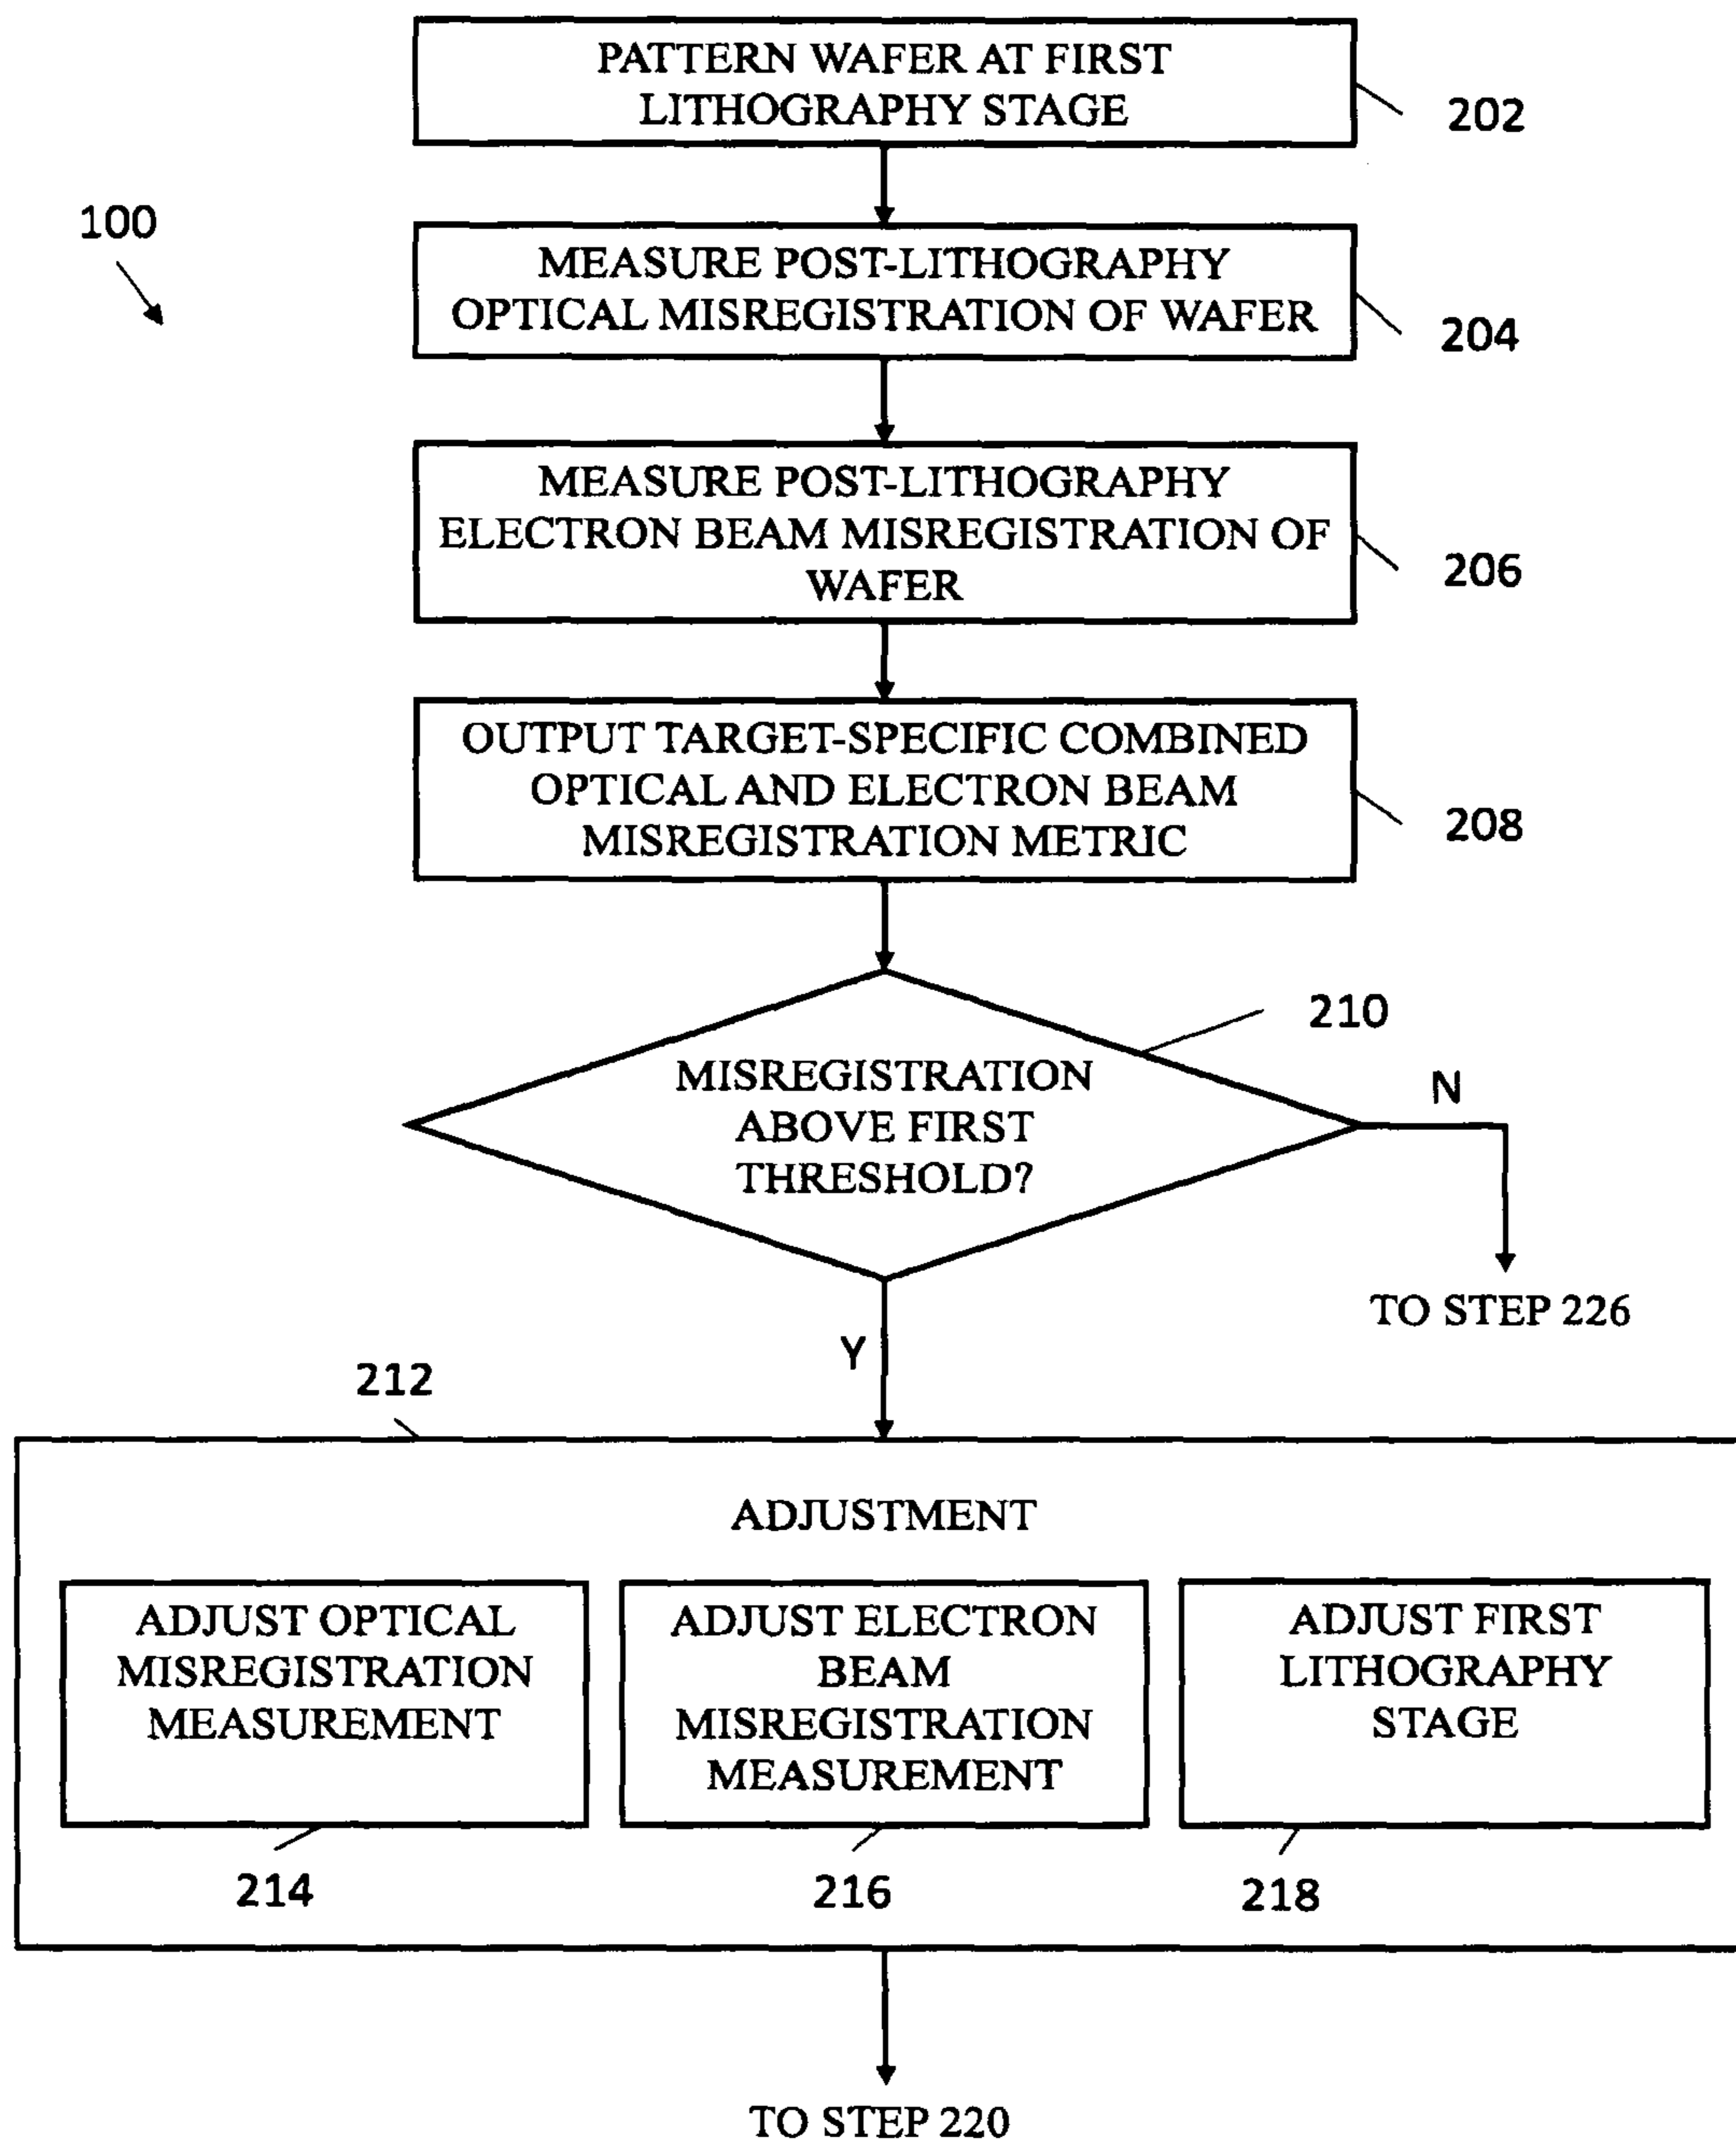 PATTERN WAFER AT FIRST
LITHOGRAPHY STAGE
202
100
MEASURE POST-LITHOGRAPHY
OPTICAL MISREGISTRATION OF WAFER
204
MEASURE POST-LITHOGRAPHY
ELECTRON BEAM MISREGISTRATION OF
WAFER
206
OUTPUT TARGET-SPECIFIC COMBINED
OPTICAL AND ELECTRON BEAM
MISREGISTRATION METRIC
208
210
MISREGISTRATION
ABOVE FIRST
THRESHOLD?
N
TO STEP 226
Y
212
ADJUSTMENT
ADJUST OPTICAL
MISREGISTRATION
MEASUREMENT
214
ADJUST ELECTRON
BEAM
MISREGISTRATION
MEASUREMENT
216
ADJUST FIRST
LITHOGRAPHY
STAGE
218
TO STEP 220